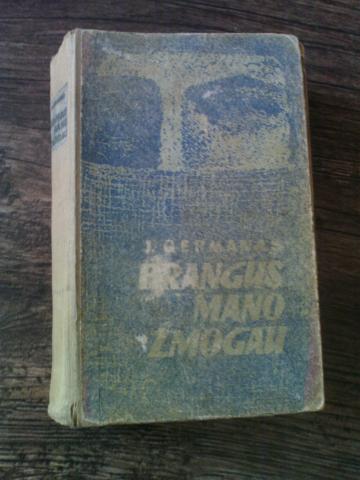 J. GERMANAS
BRANGUS
MANO
ŽMOGAU